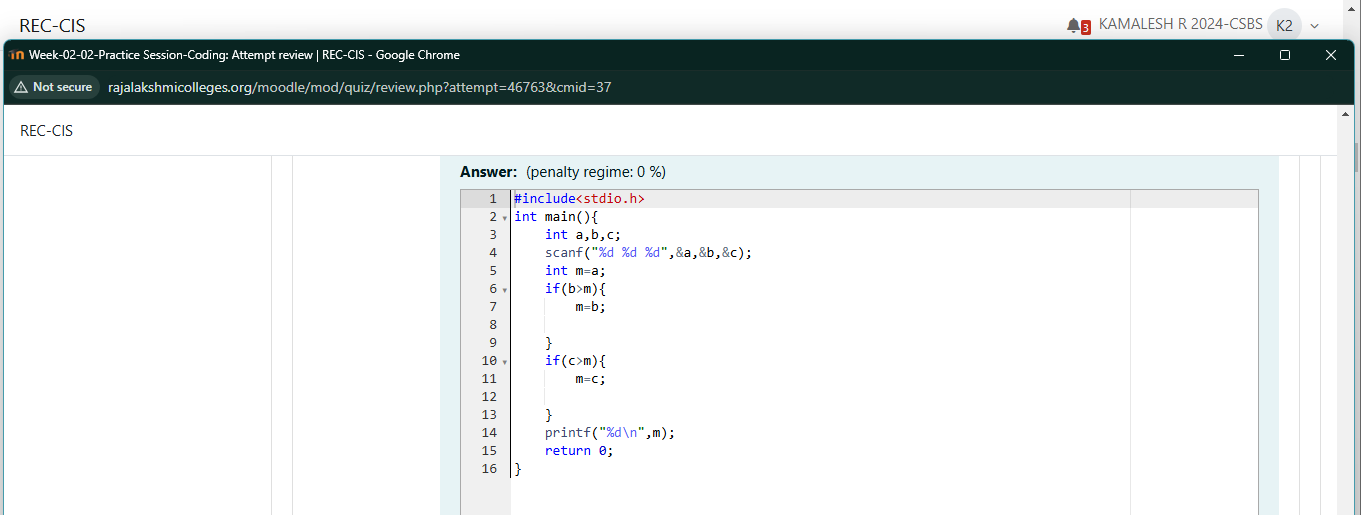 REC-CIS
3 KAMALESH R 2024-CSBS K2
Week-02-02-Practice Session-Coding: Attempt review | REC-CIS - Google Chrome
Not secure rajalakshmicolleges.org/moodle/mod/quiz/review.php?attempt=46763&cmid=37
REC-CIS
Answer: (penalty regime: 0 %)
1 #include<stdio.h>
2 int main(){
3 int a,b,c;
4 scanf("%d %d %d",&a,&b,&c);
5 int m=a;
6 if(b>m){
7 m=b;
8
9 }
10 if(c>m){
11 m=c;
12
13 }
14 printf("%d\n",m);
15 return 0;
16 }